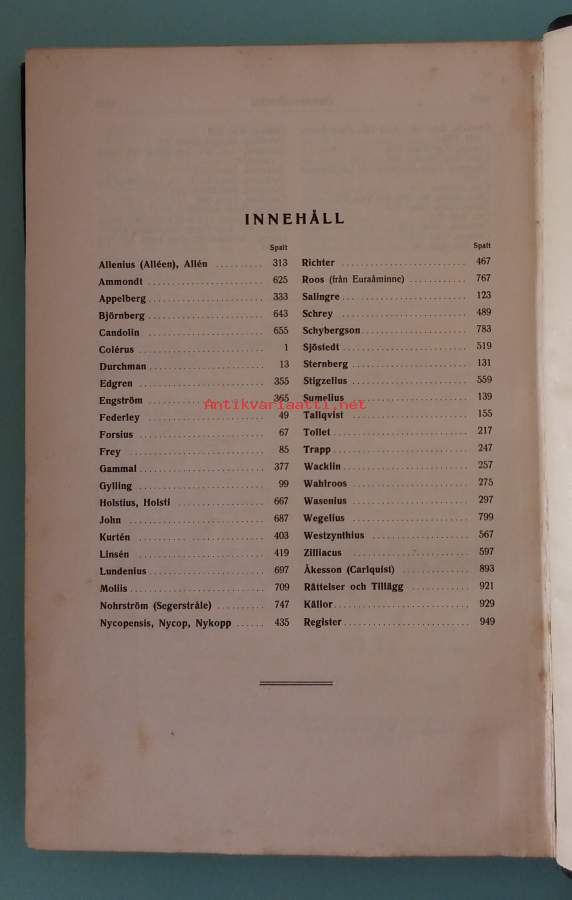 INNEHÅLL
Spalt
Allenius (Alléen), Allén .......... 313
Ammondt .......... 625
Appelberg .......... 333
Björnberg .......... 643
Candolin .......... 655
Colérus .......... 1
Durchman .......... 13
Edgren .......... 355
Engström .......... 365
Federley .......... 49
Forsius .......... 67
Frey .......... 85
Gammal .......... 377
Gylling .......... 99
Holstius, Holsti .......... 667
John .......... 687
Kurtén .......... 403
Linsén .......... 419
Lundenius .......... 697
Mollis .......... 709
Nohrström (Segerstråle) .......... 747
Nycopensis, Nycop, Nykopp ...... 435
Spalt
Richter .......... 467
Roos (från Euraåminne) .......... 767
Salingre .......... 123
Schrey .......... 489
Schybergson .......... 783
Sjöstedt .......... 519
Sternberg .......... 131
Stigzelius .......... 559
Sumelius .......... 139
Tallqvist .......... 155
Tollet .......... 217
Trapp .......... 247
Wacklin .......... 257
Wahlroos .......... 275
Wasenius .......... 297
Wegelius .......... 799
Westzynthius .......... 567
Zilliacus .......... 597
Åkesson (Carlquist) .......... 893
Rättelser och Tillägg .......... 921
Källor .......... 929
Register .......... 949
Antikvariaatti.net